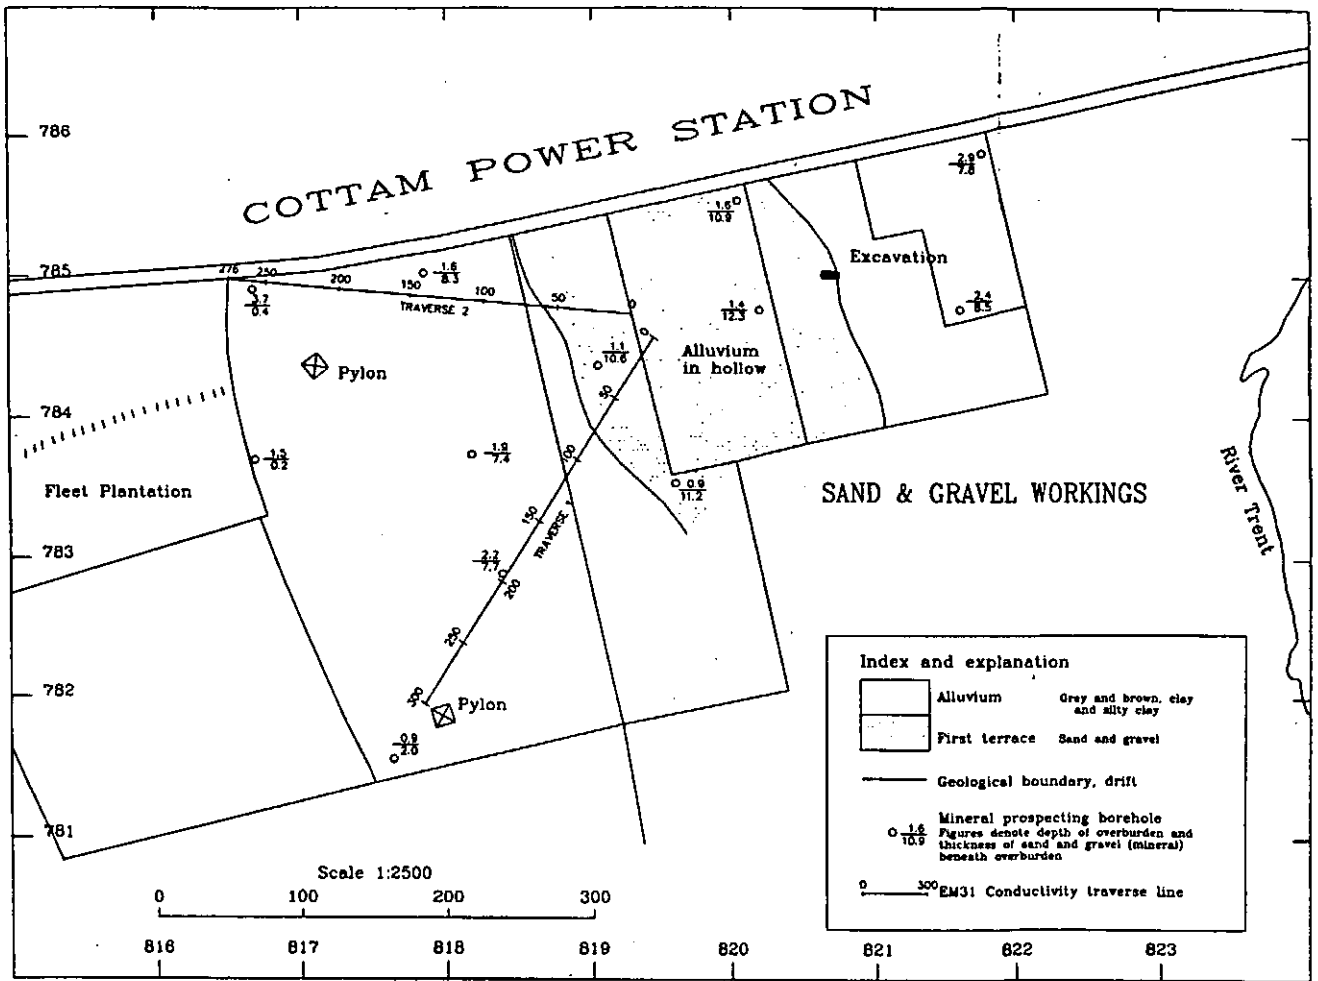 COTTAM POWER STATION
786
785
784
783
782
781
276
250
200
150
100
50
TRAVERSE 2
1.6
8.3
0.4
Pylon
1.6
10.9
2.9
7.8
Excavation
1.4
12.3
2.4
8.5
1.1
10.6
Alluvium
in hollow
50
100
150
200
250
300
TRAVERSE 1
1.9
7.4
0.2
Fleet Plantation
0.9
11.2
SAND & GRAVEL WORKINGS
River Trent
2.2
7.7
Pylon
0.9
2.0
Index and explanation
Alluvium Grey and brown, clay
and silty clay
First terrace Sand and gravel
Geological boundary, drift
Mineral prospecting borehole
1.6
10.9
Figures denote depth of overburden and
thickness of sand and gravel (mineral)
beneath overburden
0 300 EM31 Conductivity traverse line
Scale 1:2500
0 100 200 300
816 817 818 819 820 821 822 823